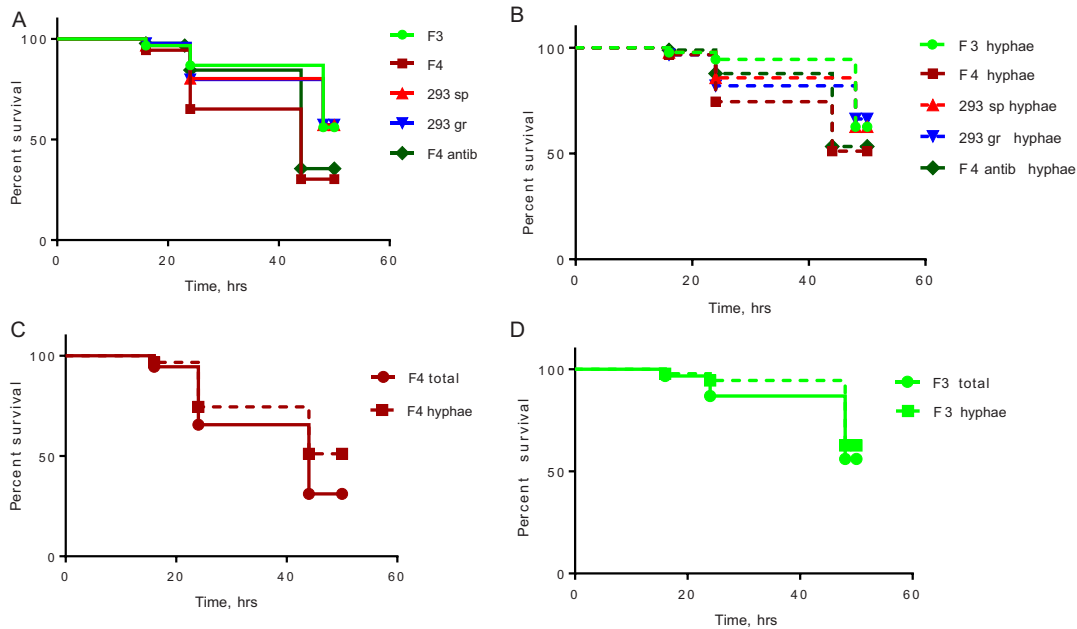 A
Percent survival
100
50
0
0 20 40 60
Time, hrs
F3
F4
293 sp
293 gr
F4 antib
B
Percent survival
100
50
0
0 20 40 60
Time, hrs
F3 hyphae
F4 hyphae
293 sp hyphae
293 gr hyphae
F4 antib hyphae
C
Percent survival
100
50
0
0 20 40 60
Time, hrs
F4 total
F4 hyphae
D
Percent survival
100
50
0
0 20 40 60
Time, hrs
F3 total
F3 hyphae